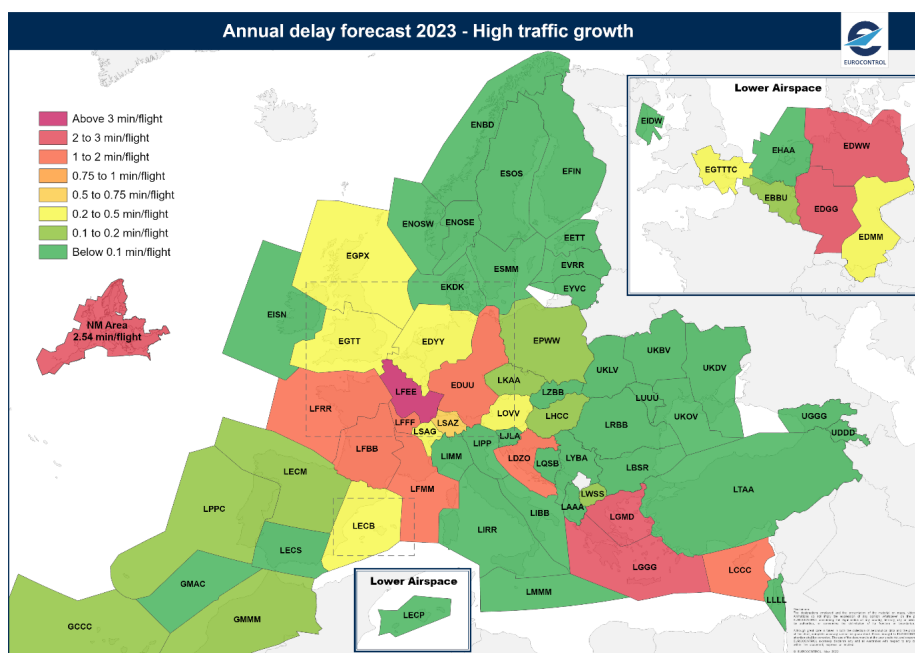 Annual delay forecast 2023 - High traffic growth
EUROCONTROL
Above 3 min/flight
2 to 3 min/flight
1 to 2 min/flight
0.75 to 1 min/flight
0.5 to 0.75 min/flight
0.2 to 0.5 min/flight
0.1 to 0.2 min/flight
Below 0.1 min/flight
NM Area
2.54 min/flight
Lower Airspace
EIDW
EGTTTC
EHAA
EDWW
EBBU
EDGG
EDMM
ENBD
ESOS
EFIN
ENOSW
ENOSE
EETT
EGPX
EVRR
ESMM
EKDK
EYVC
EISN
EGTT
EDYY
EPWW
UKBV
UKLV
UKDV
EDUU
LKAA
LFEE
LZBB
LUUU
LFRR
LOVV
LHCC
UKOV
UGGG
LFFF
LSAZ
LRBB
LSAG
LJLA
UDDD
LFBB
LIMM
LIPP
LDZO
LQSB
LYBA
LBSR
LECM
LTAA
LPPC
LFMM
LWSS
LIBB
LAAA
LGMD
LECB
LIRR
LECS
LGGG
LCCC
GMAC
LMMM
LLLL
GCCC
GMMM
Lower Airspace
LECP